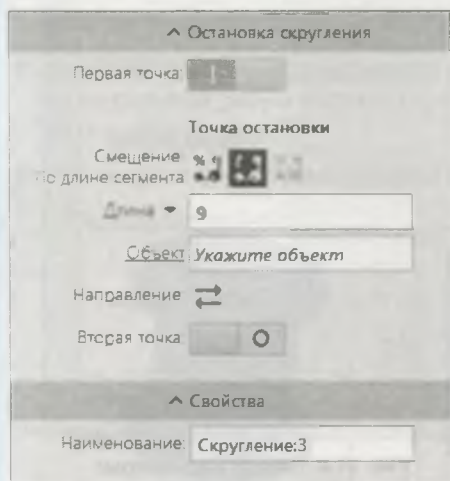 Остановка скругления
Первая точка:
Точка остановки
Смещение
По длине сегмента
Длина
9
Объект
Укажите объект
Направление
Вторая точка:
Свойства
Наименование:
Скругление:3